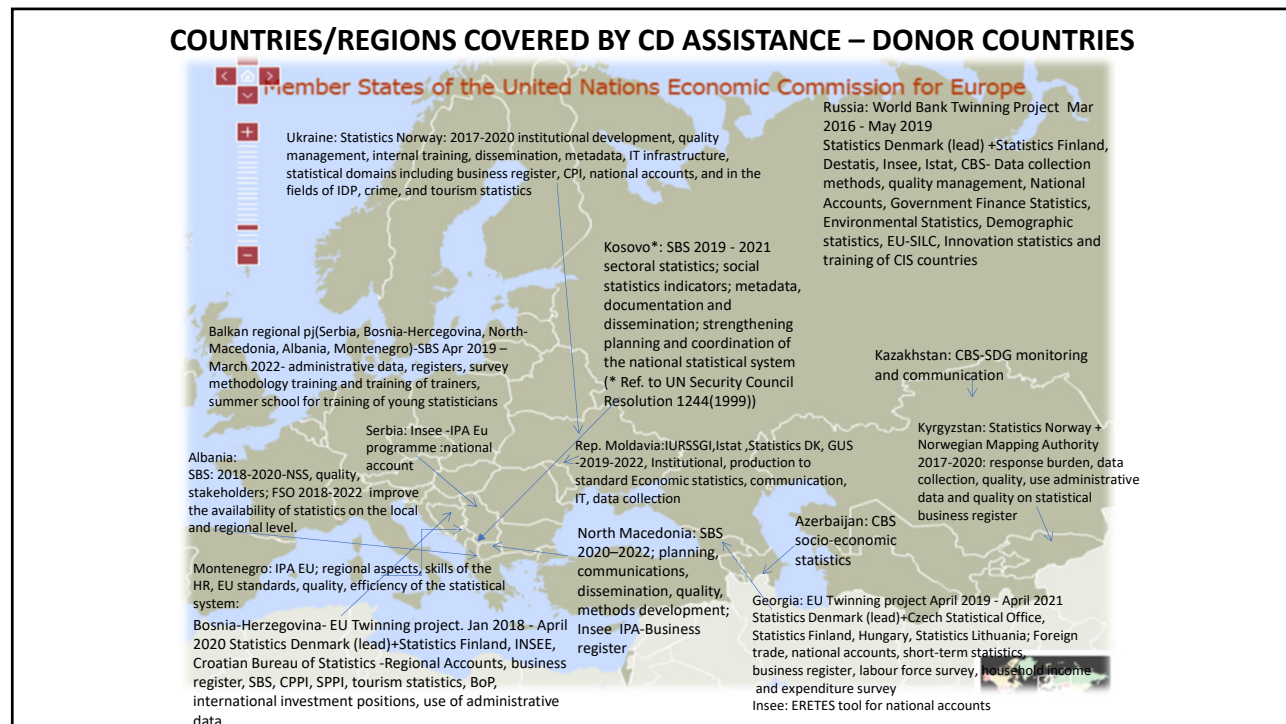 COUNTRIES/REGIONS COVERED BY CD ASSISTANCE – DONOR COUNTRIES
Member States of the United Nations Economic Commission for Europe
Ukraine: Statistics Norway: 2017-2020 institutional development, quality
management, internal training, dissemination, metadata, IT infrastructure,
statistical domains including business register, CPI, national accounts, and in the
fields of IDP, crime, and tourism statistics
Russia: World Bank Twinning Project Mar
2016 - May 2019
Statistics Denmark (lead) +Statistics Finland,
Destatis, Insee, Istat, CBS- Data collection
methods, quality management, National
Accounts, Government Finance Statistics,
Environmental Statistics, Demographic
statistics, EU-SILC, Innovation statistics and
training of CIS countries
Kosovo*: SBS 2019 - 2021
sectoral statistics; social
statistics indicators; metadata,
documentation and
dissemination; strengthening
planning and coordination of
the national statistical system
(* Ref. to UN Security Council
Resolution 1244(1999))
Balkan regional pj(Serbia, Bosnia-Hercegovina, North-
Macedonia, Albania, Montenegro)-SBS Apr 2019 –
March 2022- administrative data, registers, survey
methodology training and training of trainers,
summer school for training of young statisticians
Kazakhstan: CBS-SDG monitoring
and communication
Serbia: Insee -IPA Eu
programme :national
account
Kyrgyzstan: Statistics Norway +
Norwegian Mapping Authority
2017-2020: response burden, data
collection, quality, use administrative
data and quality on statistical
business register
Albania:
SBS: 2018-2020-NSS, quality,
stakeholders; FSO 2018-2022 improve
the availability of statistics on the local
and regional level.
Rep. Moldavia:IURSSGI,Istat ,Statistics DK, GUS
-2019-2022, Institutional, production to
standard Economic statistics, communication,
IT, data collection
Azerbaijan: CBS
socio-economic
statistics
North Macedonia: SBS
2020–2022; planning,
communications,
dissemination, quality,
methods development;
Insee IPA-Business
register
Montenegro: IPA EU; regional aspects, skills of the
HR, EU standards, quality, efficiency of the statistical
system:
Bosnia-Herzegovina- EU Twinning project. Jan 2018 - April
2020 Statistics Denmark (lead)+Statistics Finland, INSEE,
Croatian Bureau of Statistics -Regional Accounts, business
register, SBS, CPPI, SPPI, tourism statistics, BoP,
international investment positions, use of administrative
data
Georgia: EU Twinning project April 2019 - April 2021
Statistics Denmark (lead)+Czech Statistical Office,
Statistics Finland, Hungary, Statistics Lithuania; Foreign
trade, national accounts, short-term statistics,
business register, labour force survey, household income
and expenditure survey
Insee: ERETES tool for national accounts